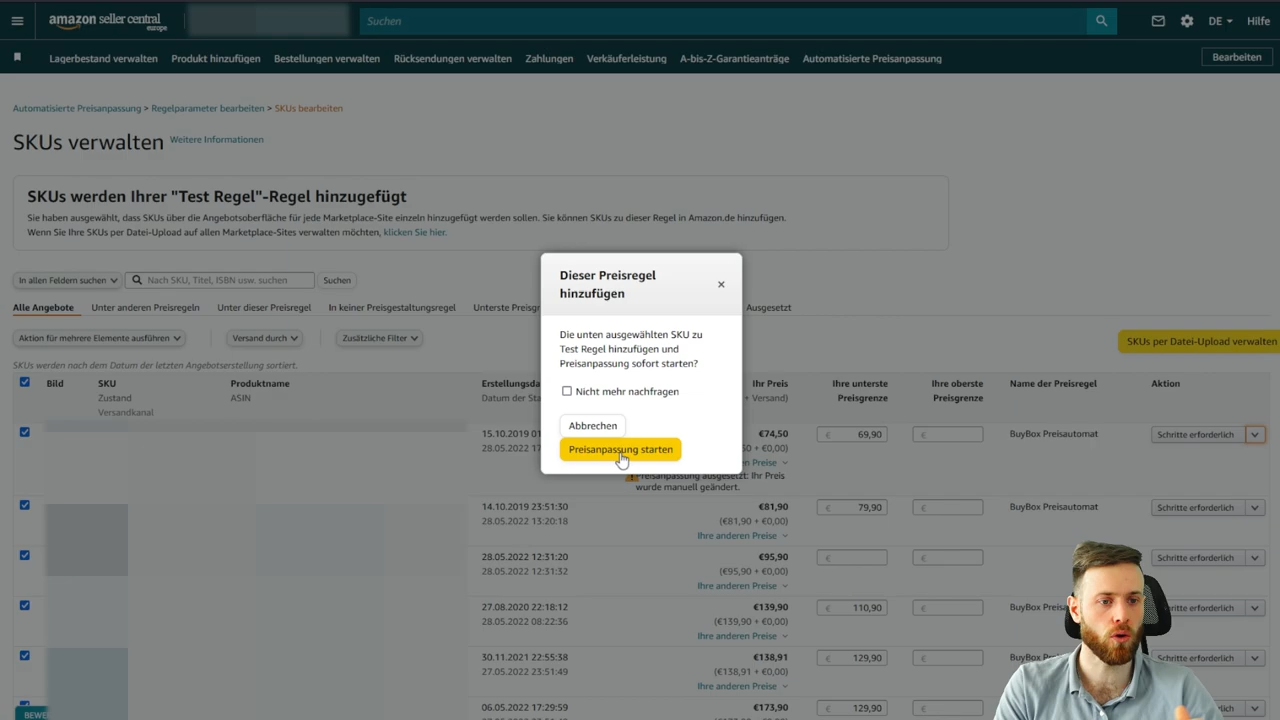 amazon seller central
europe
Suchen
DE
Hilfe
Lagerbestand verwalten
Produkt hinzufügen
Bestellungen verwalten
Rücksendungen verwalten
Zahlungen
Verkäuferleistung
A-bis-Z-Garantieanträge
Automatisierte Preisanpassung
Bearbeiten
Automatisierte Preisanpassung > Regelparameter bearbeiten > SKUs bearbeiten
SKUs verwalten
Weitere Informationen
SKUs werden Ihrer "Test Regel"-Regel hinzugefügt
Sie haben ausgewählt, dass SKUs über die Angebotsoberfläche für jede Marketplace-Site einzeln hinzugefügt werden sollen. Sie können SKUs zu dieser Regel in Amazon.de hinzufügen.
Wenn Sie Ihre SKUs per Datei-Upload auf allen Marketplace-Sites verwalten möchten, klicken Sie hier.
In allen Feldern suchen
Nach SKU, Titel, ISBN usw. suchen
Suchen
Alle Angebote
Unter anderen Preisregeln
Unter dieser Preisregel
In keiner Preisgestaltungsregel
Unterste
Ausgesetzt
Aktion für mehrere Elemente ausführen
Versand durch
Zusätzliche Filter
SKUs per Datei-Upload verwalten
SKUs werden nach dem Datum der letzten Angebotserstellung sortiert.
Dieser Preisregel
hinzufügen
×
Die unten ausgewählten SKU zu
Test Regel hinzufügen und
Preisanpassung sofort starten?
Nicht mehr nachfragen
Abbrechen
Preisanpassung starten
Bild
SKU
Zustand
Versandkanal
Produktname
ASIN
Ihr Preis
+ Versand)
Ihre unterste
Preisgrenze
Ihre oberste
Preisgrenze
Name der Preisregel
Aktion
15.10.2019
28.05.2022
€74,50
+ €0,00)
Preise
Preisanpassung ausgesetzt: Ihr Preis
wurde manuell geändert.
€ 69,90
€
BuyBox Preisautomat
Schritte erforderlich
14.10.2019 23:51:30
28.05.2022 13:20:18
€81,90
(€81,90 + €0,00)
Ihre anderen Preise
€ 79,90
€
BuyBox Preisautomat
Schritte erforderlich
28.05.2022 12:31:20
28.05.2022 12:31:32
€95,90
(€95,90 + €0,00)
Ihre anderen Preise
€
€
Schritte erforderlich
27.08.2020 22:18:12
28.05.2022 08:22:36
€139,90
(€139,90 + €0,00)
Ihre anderen Preise
€ 110,90
€
BuyBox
erforderlich
30.11.2021 22:55:38
27.05.2022 23:51:49
€138,91
(€138,91 + €0,00)
Ihre anderen Preise
€ 129,90
€
BuyBox
Schritte erforderlich
06.05.2022 17:29:59
€173,90
€ 129,90
€